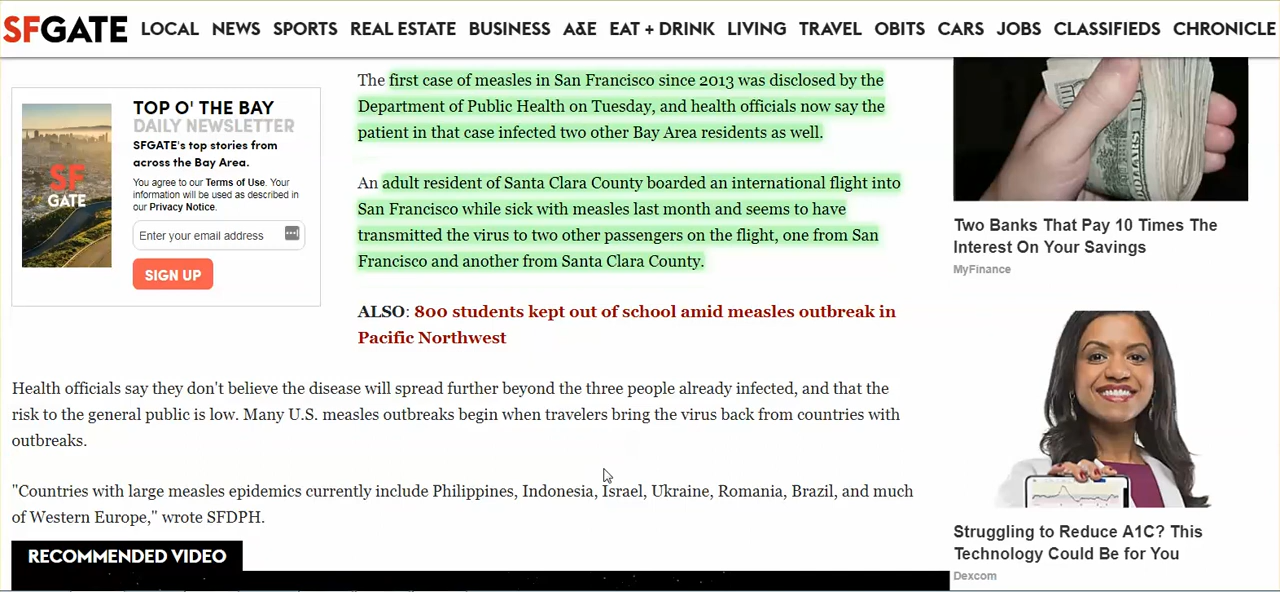 SFGATE LOCAL NEWS SPORTS REAL ESTATE BUSINESS A&E EAT + DRINK LIVING TRAVEL OBITS CARS JOBS CLASSIFIEDS CHRONICLE
TOP O' THE BAY
DAILY NEWSLETTER
SFGATE's top stories from
across the Bay Area.
You agree to our Terms of Use. Your
information will be used as described in
our Privacy Notice.
Enter your email address
SIGN UP
SF
GATE
The first case of measles in San Francisco since 2013 was disclosed by the
Department of Public Health on Tuesday, and health officials now say the
patient in that case infected two other Bay Area residents as well.
An adult resident of Santa Clara County boarded an international flight into
San Francisco while sick with measles last month and seems to have
transmitted the virus to two other passengers on the flight, one from San
Francisco and another from Santa Clara County.
ALSO: 800 students kept out of school amid measles outbreak in
Pacific Northwest
Health officials say they don't believe the disease will spread further beyond the three people already infected, and that the
risk to the general public is low. Many U.S. measles outbreaks begin when travelers bring the virus back from countries with
outbreaks.
"Countries with large measles epidemics currently include Philippines, Indonesia, Israel, Ukraine, Romania, Brazil, and much
of Western Europe," wrote SFDPH.
RECOMMENDED VIDEO
Two Banks That Pay 10 Times The
Interest On Your Savings
MyFinance
Struggling to Reduce A1C? This
Technology Could Be for You
Dexcom